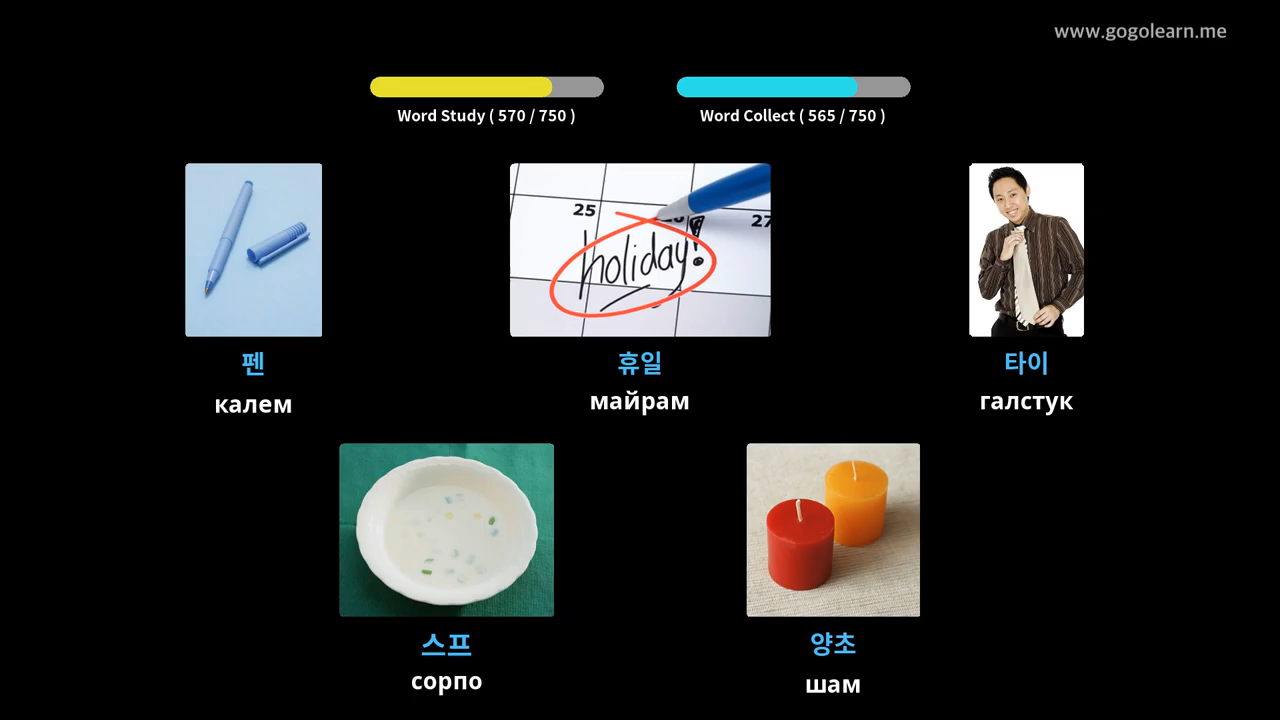 www.gogolearn.me
Word Study ( 570 / 750 )
Word Collect ( 565 / 750 )
25
27
holiday!
펜
휴일
타이
калем
майрам
галстук
스프
양초
сорпо
шам